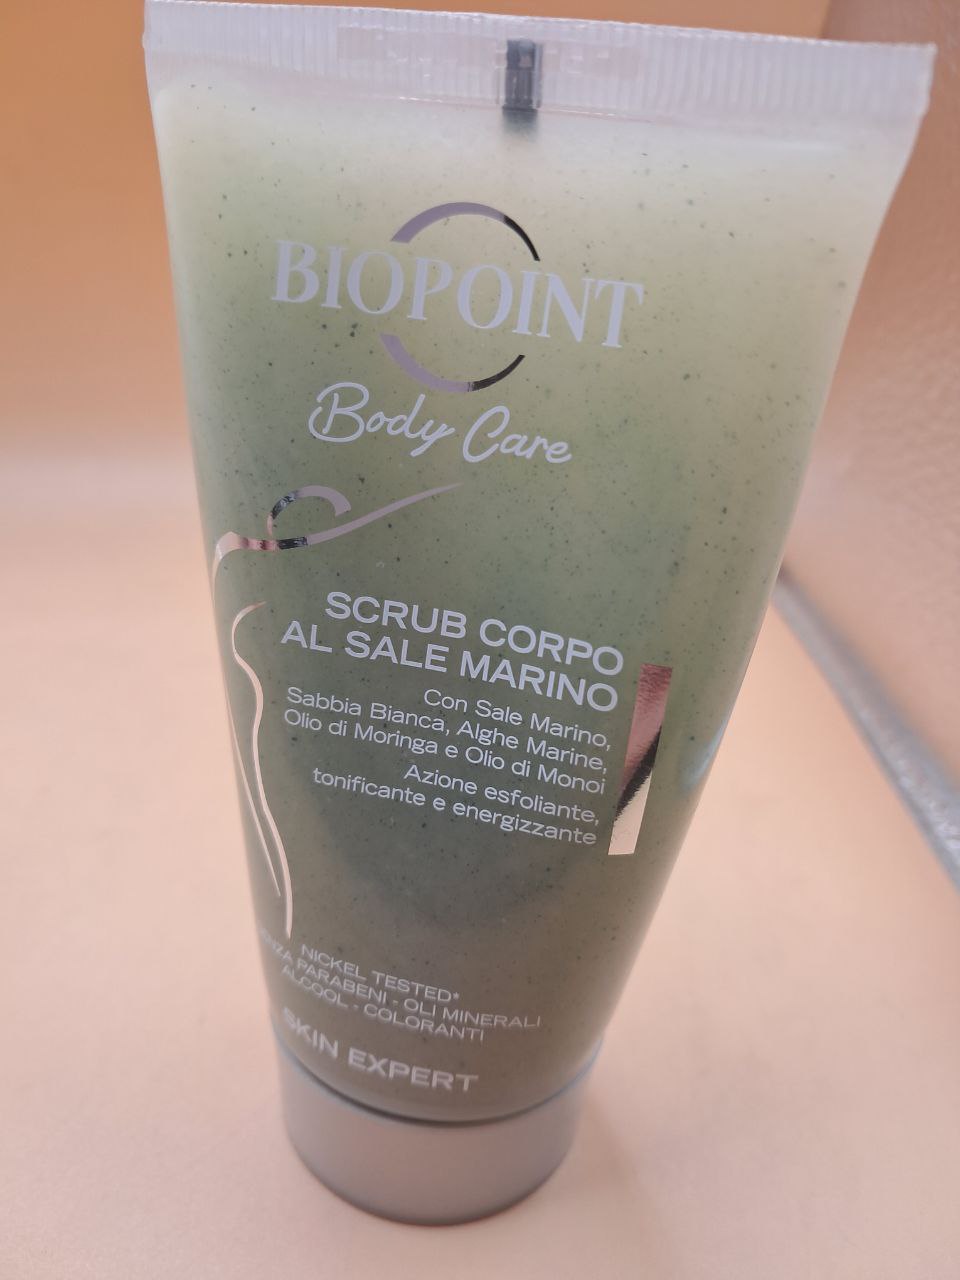 BIOPOINT
Body Care
SCRUB CORPO
AL SALE MARINO
Con Sale Marino,
Sabbia Bianca, Alghe Marine,
Olio di Moringa e Olio di Monoi
Azione esfoliante,
tonificante e energizzante
NICKEL TESTED*
SENZA PARABENI - OLI MINERALI
ALCOOL - COLORANTI
SKIN EXPERT